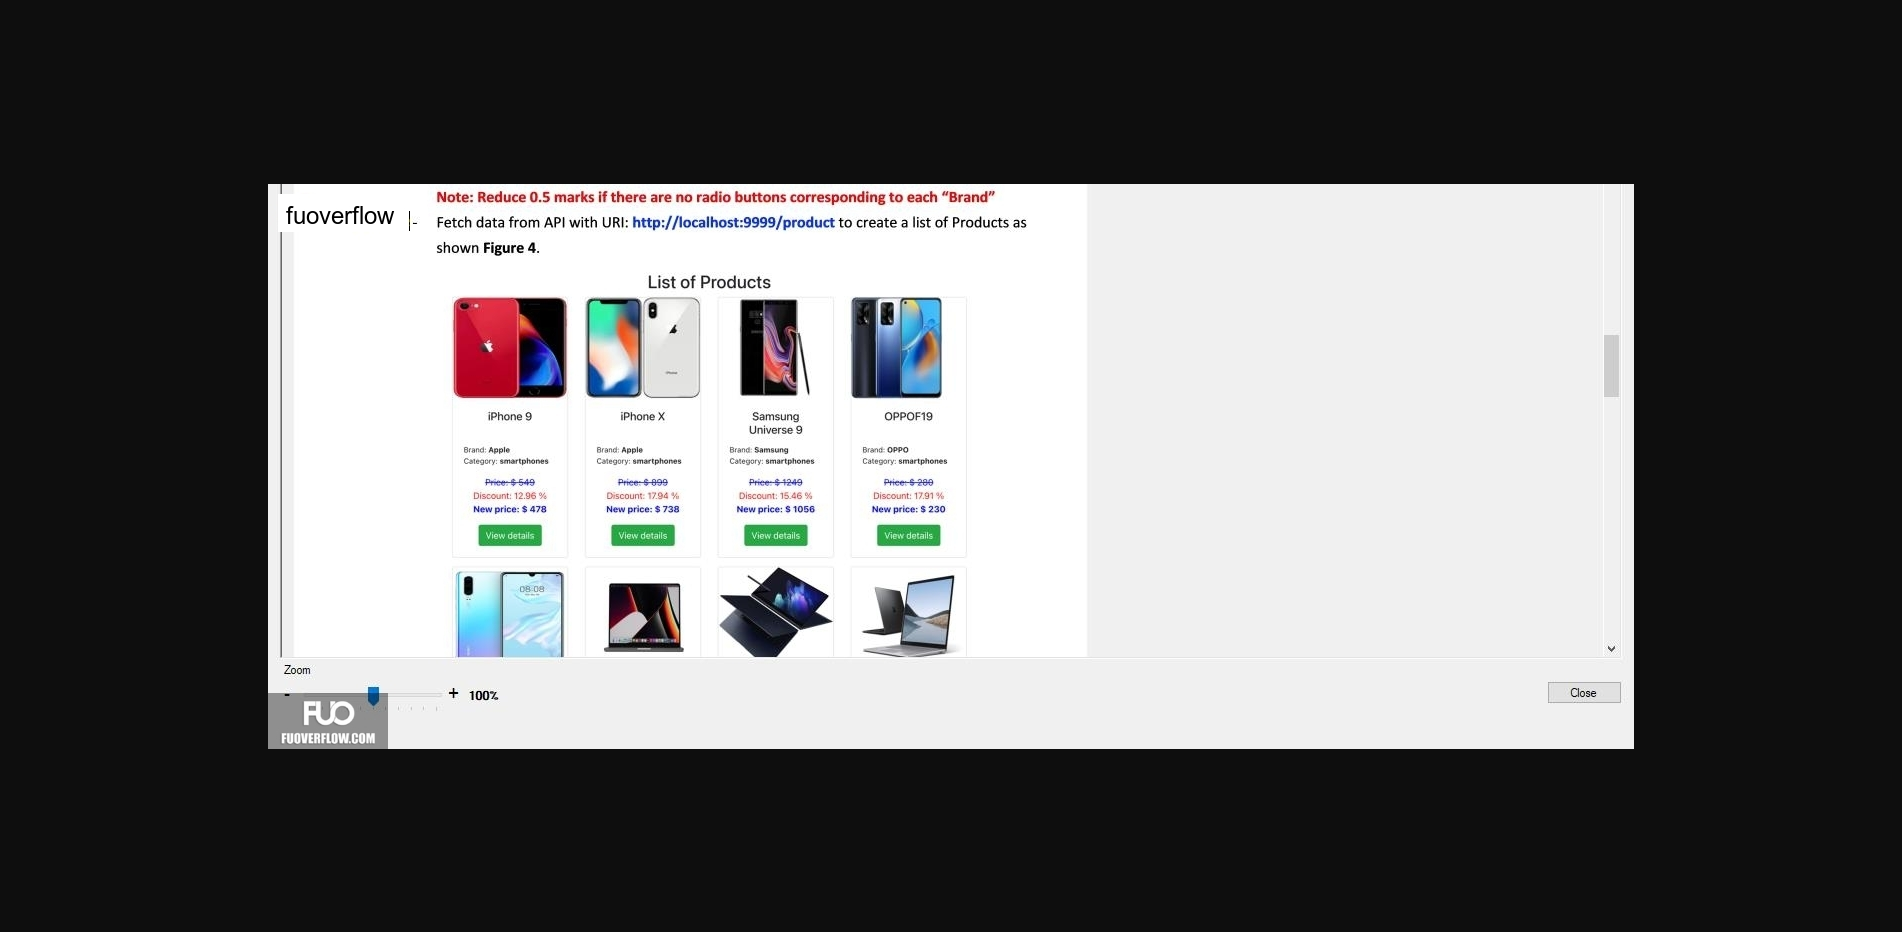 Note: Reduce 0.5 marks if there are no radio buttons corresponding to each “Brand”
fuoverflow
Fetch data from API with URI: http://localhost:9999/product to create a list of Products as
shown Figure 4.
List of Products
iPhone 9
Brand: Apple
Category: smartphones
Price: $ 549
Discount: 12.96 %
New price: $ 478
View details
iPhone X
Brand: Apple
Category: smartphones
Price: $ 899
Discount: 17.94 %
New price: $ 738
View details
Samsung
Universe 9
Brand: Samsung
Category: smartphones
Price: $ 1249
Discount: 15.46 %
New price: $ 1056
View details
OPPOF19
Brand: OPPO
Category: smartphones
Price: $ 280
Discount: 17.91 %
New price: $ 230
View details
08:08
Zoom
- + 100%
Close
FUO
FUOVERFLOW.COM